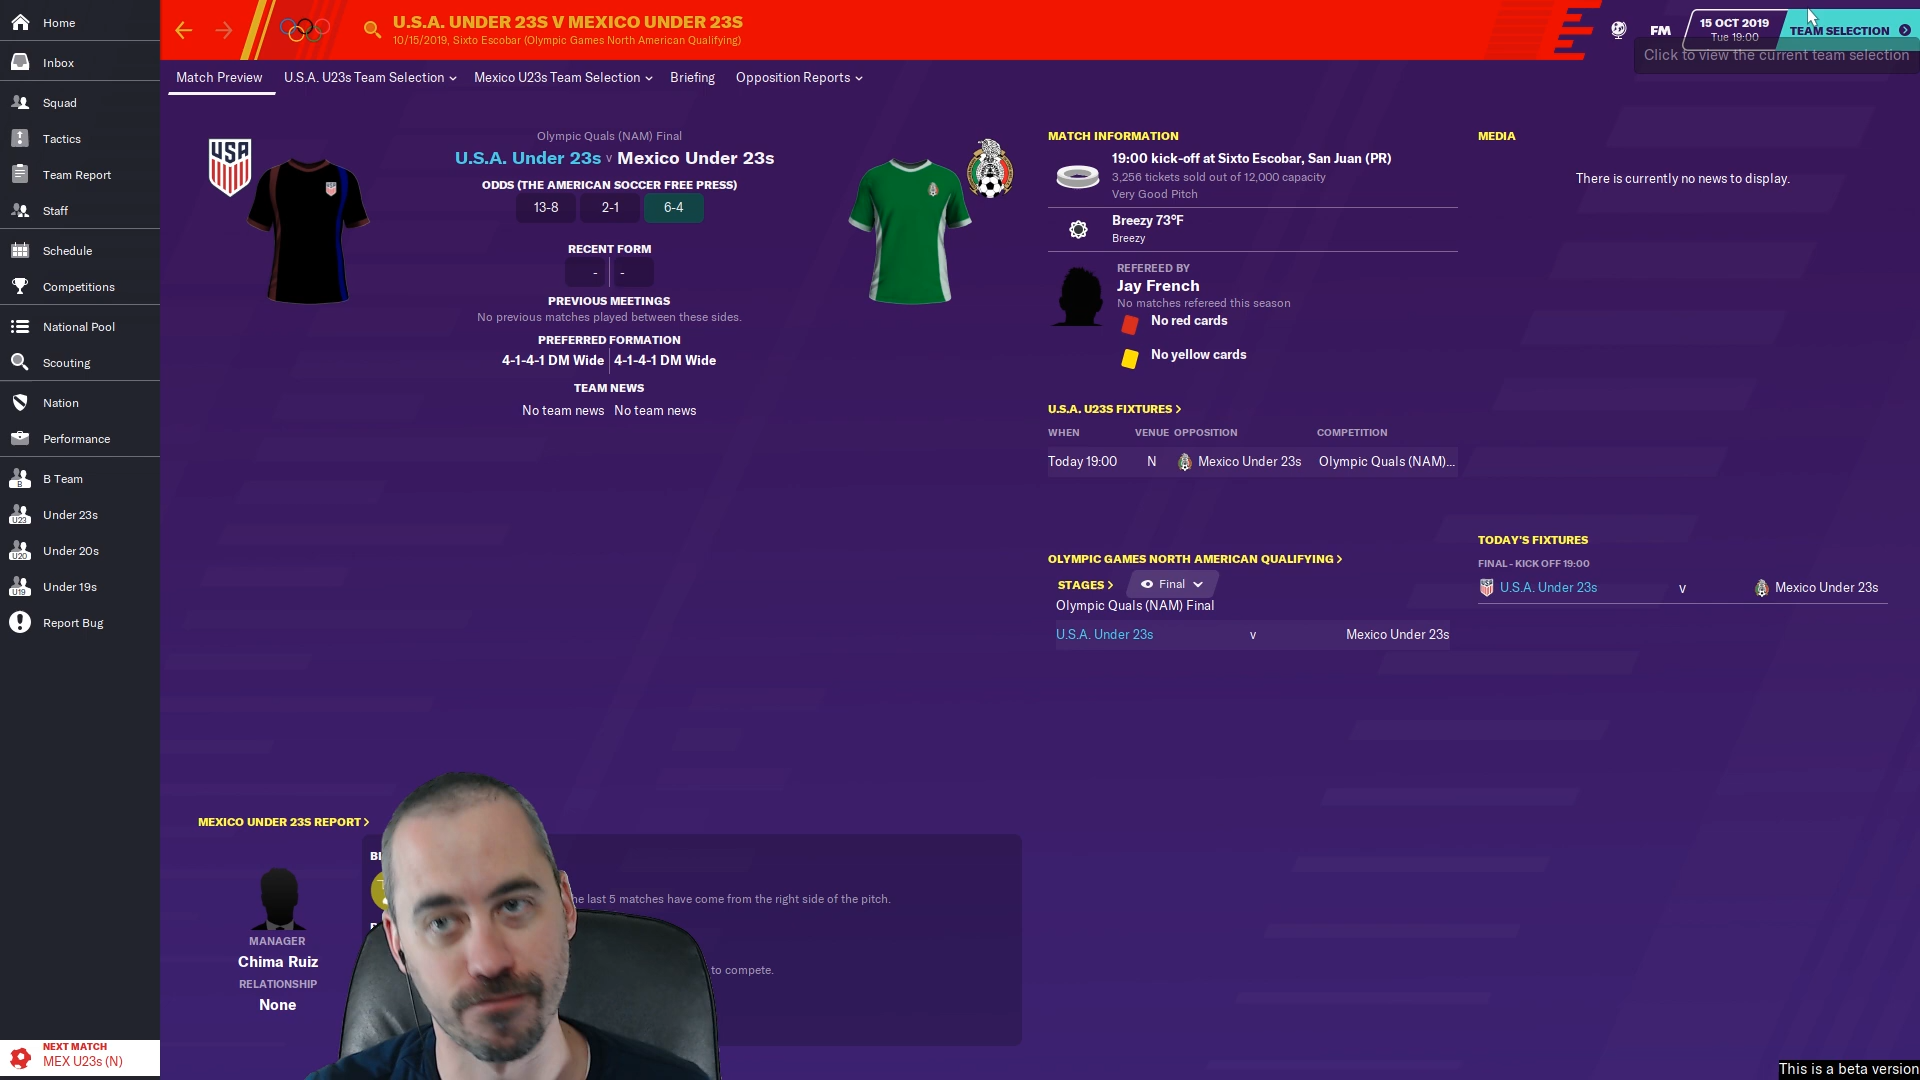 Home
Inbox
Squad
Tactics
Team Report
Staff
Schedule
Competitions
National Pool
Scouting
Nation
Performance
B Team
Under 23s
Under 20s
Under 19s
Report Bug
NEXT MATCH
MEX U23s (N)
U.S.A. UNDER 23S V MEXICO UNDER 23S
10/15/2019, Sixto Escobar (Olympic Games North American Qualifying)
FM
15 OCT 2019
Tue 19:00
TEAM SELECTION
Click to view the current team selection
Match Preview
U.S.A. U23s Team Selection
Mexico U23s Team Selection
Briefing
Opposition Reports
Olympic Quals (NAM) Final
U.S.A. Under 23s v Mexico Under 23s
ODDS (THE AMERICAN SOCCER FREE PRESS)
13-8 2-1 6-4
RECENT FORM
- -
PREVIOUS MEETINGS
No previous matches played between these sides.
PREFERRED FORMATION
4-1-4-1 DM Wide 4-1-4-1 DM Wide
TEAM NEWS
No team news No team news
USA
MATCH INFORMATION
19:00 kick-off at Sixto Escobar, San Juan (PR)
3,256 tickets sold out of 12,000 capacity
Very Good Pitch
Breezy 73°F
Breezy
REFEREED BY
Jay French
No matches refereed this season
No red cards
No yellow cards
U.S.A. U23S FIXTURES
WHEN VENUE OPPOSITION COMPETITION
Today 19:00 N Mexico Under 23s Olympic Quals (NAM)...
OLYMPIC GAMES NORTH AMERICAN QUALIFYING
STAGES Final
Olympic Quals (NAM) Final
U.S.A. Under 23s v Mexico Under 23s
MEDIA
There is currently no news to display.
TODAY'S FIXTURES
FINAL - KICK OFF 19:00
U.S.A. Under 23s v Mexico Under 23s
MEXICO UNDER 23S REPORT
MANAGER
Chima Ruiz
RELATIONSHIP
None
last 5 matches have come from the right side of the pitch.
to compete.
This is a beta version